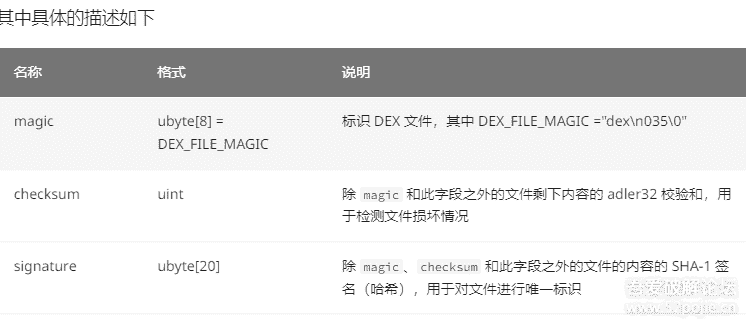 其中具体的描述如下
名称 格式 说明
magic ubyte[8] = 标识 DEX 文件，其中 DEX_FILE_MAGIC ="dex\n035\0"
DEX_FILE_MAGIC
checksum uint 除 magic 和此字段之外的文件剩下内容的 adler32 校验和，用
于检测文件损坏情况
signature ubyte[20] 除 magic、checksum 和此字段之外的文件的内容的 SHA-1 签
名（哈希），用于对文件进行唯一标识